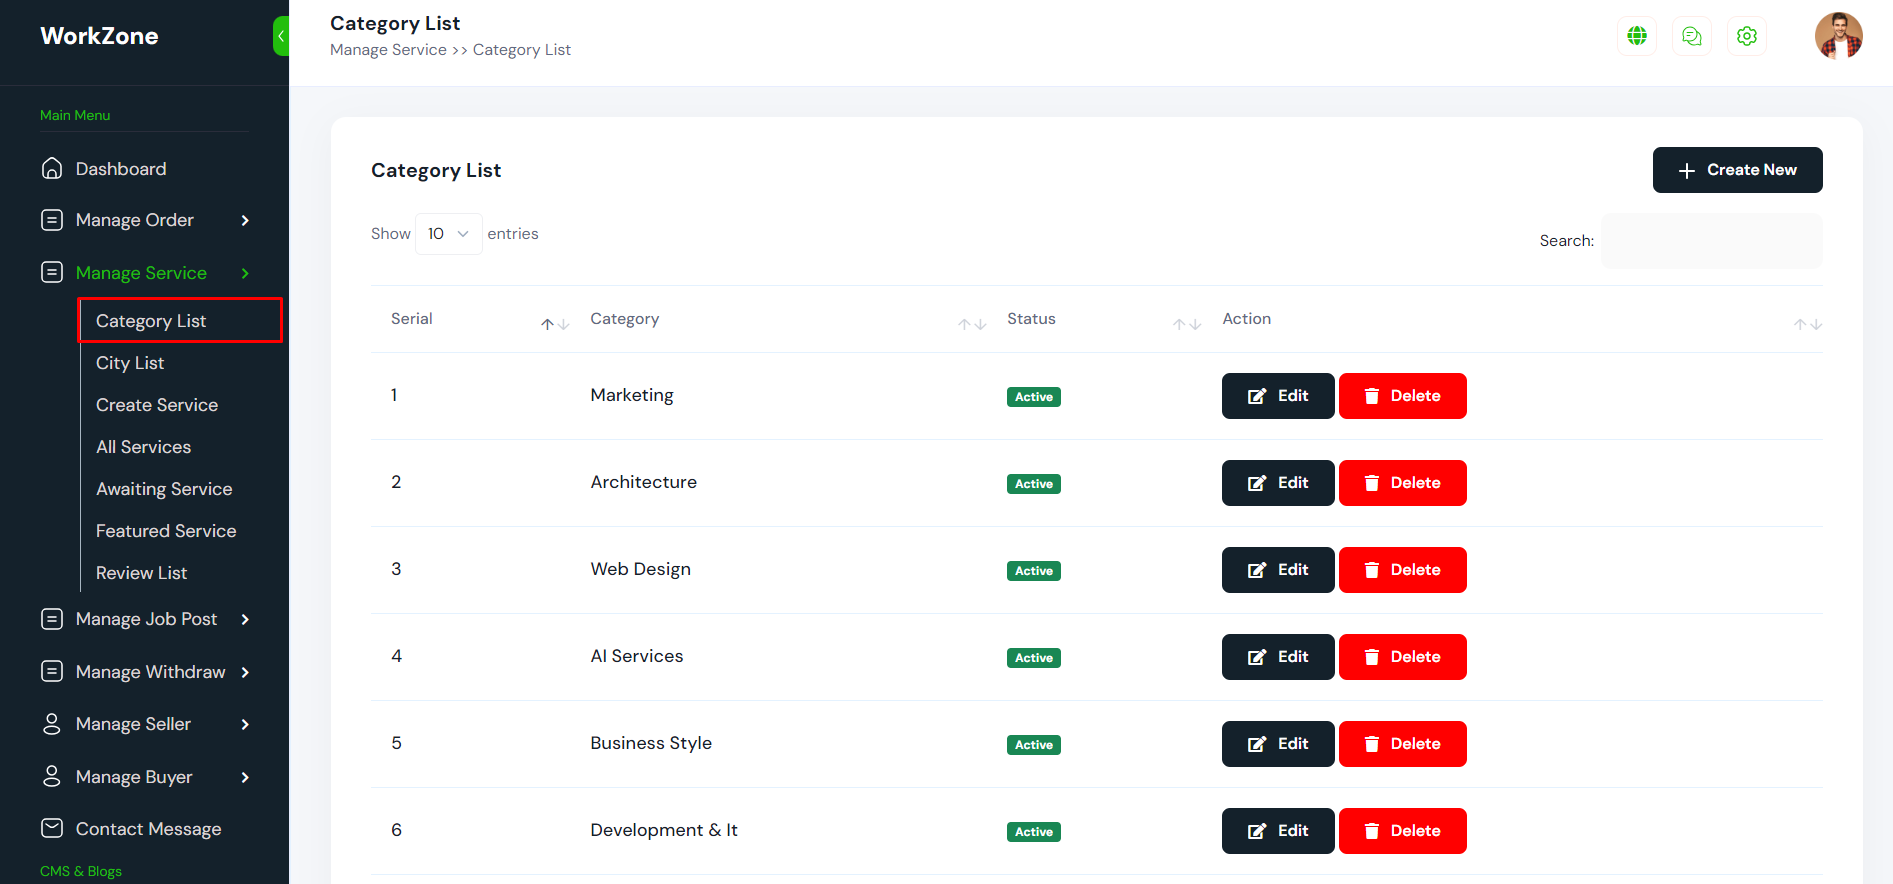 WorkZone
Main Menu
Dashboard
Manage Order
Manage Service
Category List
City List
Create Service
All Services
Awaiting Service
Featured Service
Review List
Manage Job Post
Manage Withdraw
Manage Seller
Manage Buyer
Contact Message
CMS & Blogs
Category List
Manage Service >> Category List
Category List
Create New
Show 10 entries
Search:
Serial Category Status Action
1 Marketing Active Edit Delete
2 Architecture Active Edit Delete
3 Web Design Active Edit Delete
4 AI Services Active Edit Delete
5 Business Style Active Edit Delete
6 Development & It Active Edit Delete